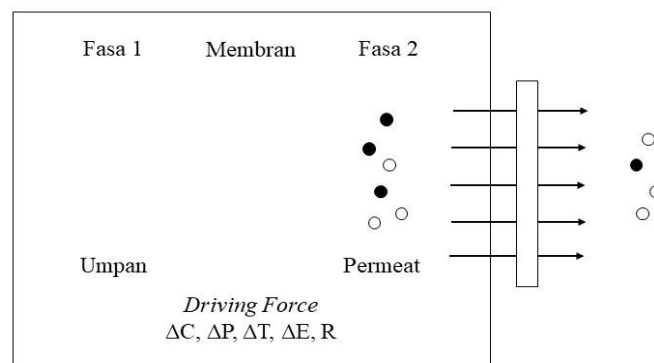 Fasa 1 Membran Fasa 2
Umpan Permeat
Driving Force
ΔC, ΔP, ΔT, ΔE, R